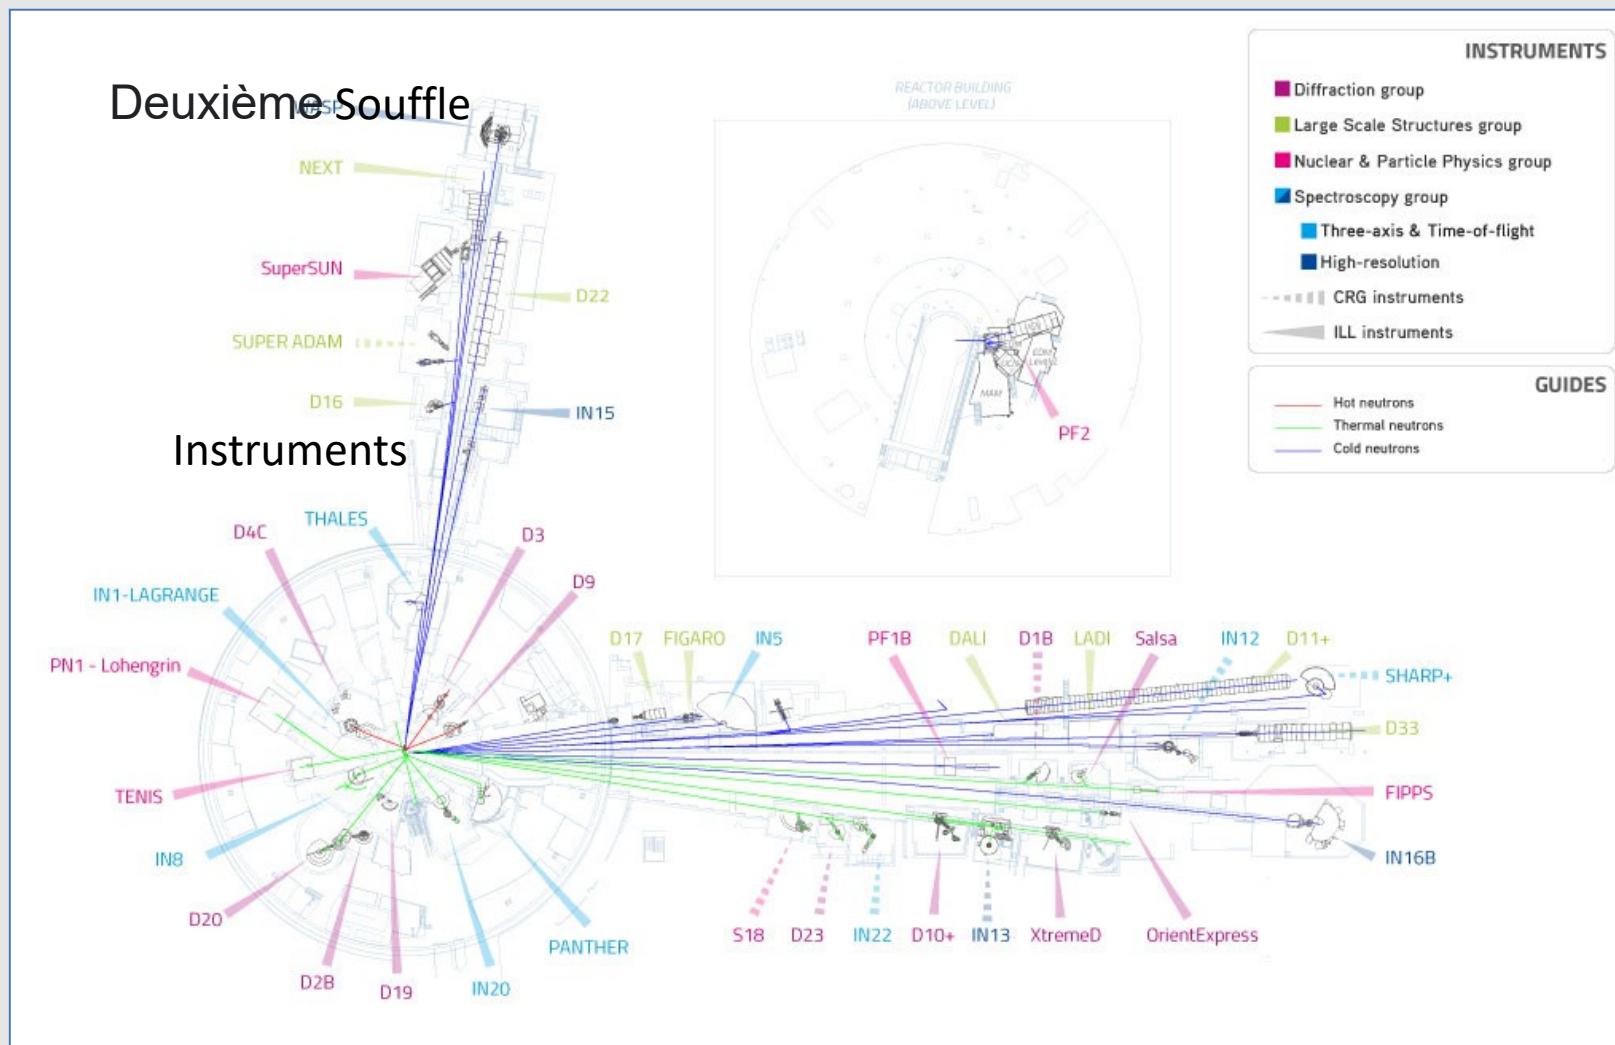 Deuxième Souffle
WASP
NEXT
SuperSUN
D22
SUPER ADAM
D16
IN15
Instruments
REACTOR BUILDING
(ABOVE LEVEL)
EDM
Level C
MAM
PF2
INSTRUMENTS
Diffraction group
Large Scale Structures group
Nuclear & Particle Physics group
Spectroscopy group
Three-axis & Time-of-flight
High-resolution
CRG instruments
ILL instruments
GUIDES
Hot neutrons
Thermal neutrons
Cold neutrons
THALES
D4C
D3
D9
IN1-LAGRANGE
PN1 - Lohengrin
TENIS
IN8
D20
D2B
D19
IN20
PANTHER
D17 FIGARO IN5 PF1B DALI D1B LADI Salsa IN12 D11+
SHARP+
D33
FIPPS
IN16B
S18 D23 IN22 D10+ IN13 XtremeD OrientExpress